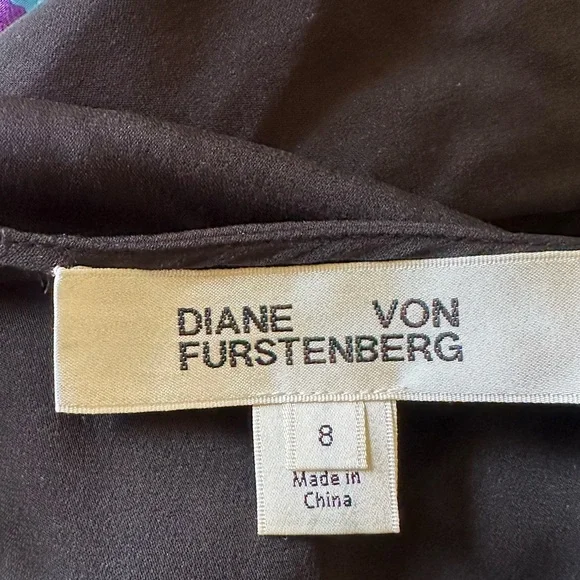 DIANE VON
FURSTENBERG
8
Made in
China